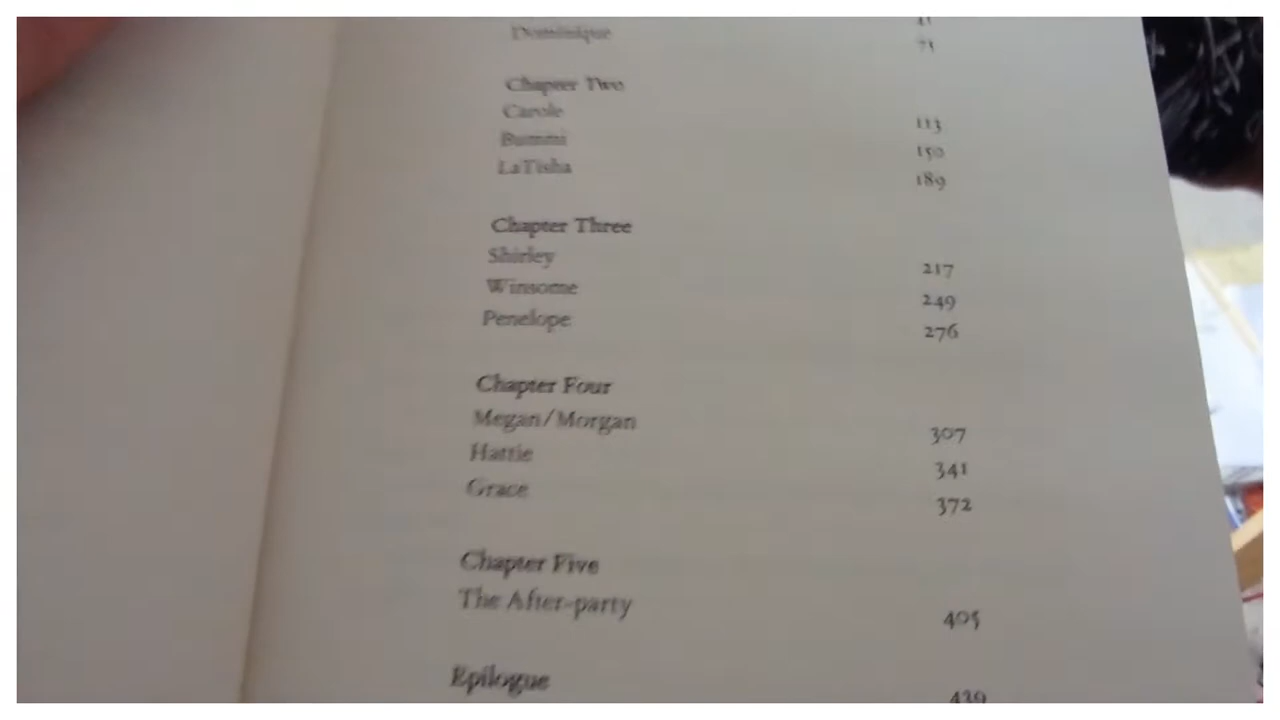 41
Dominique 71
Chapter Two
Carole 113
Bummi 150
LaTisha 189
Chapter Three
Shirley 217
Winsome 249
Penelope 276
Chapter Four
Megan/Morgan 307
Hattie 341
Grace 372
Chapter Five
The After-party 405
Epilogue 439